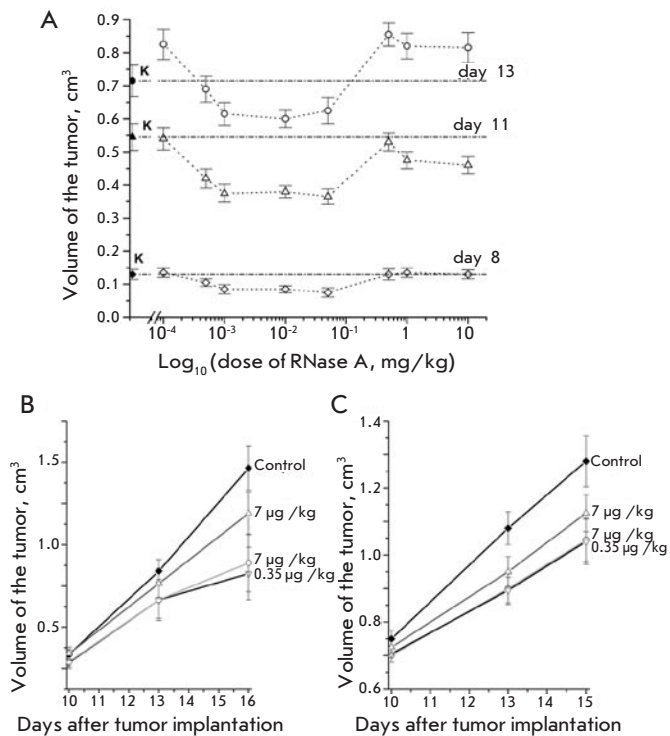 A
Volume of the tumor, cm³
0.9
0.8
0.7
0.6
0.5
0.4
0.3
0.2
0.1
0.0
K
day 13
K
day 11
K
day 8
10⁻⁴ 10⁻³ 10⁻² 10⁻¹ 1 10
Log₁₀ (dose of RNase A, mg/kg)
B
Volume of the tumor, cm³
1.5
1.0
0.5
Control
7 µg /kg
7 µg /kg
0.35 µg /kg
10 11 12 13 14 15 16
Days after tumor implantation
C
Volume of the tumor, cm³
1.4
1.2
1.0
0.8
0.6
Control
7 µg /kg
7 µg /kg
0.35 µg /kg
10 11 12 13 14 15
Days after tumor implantation